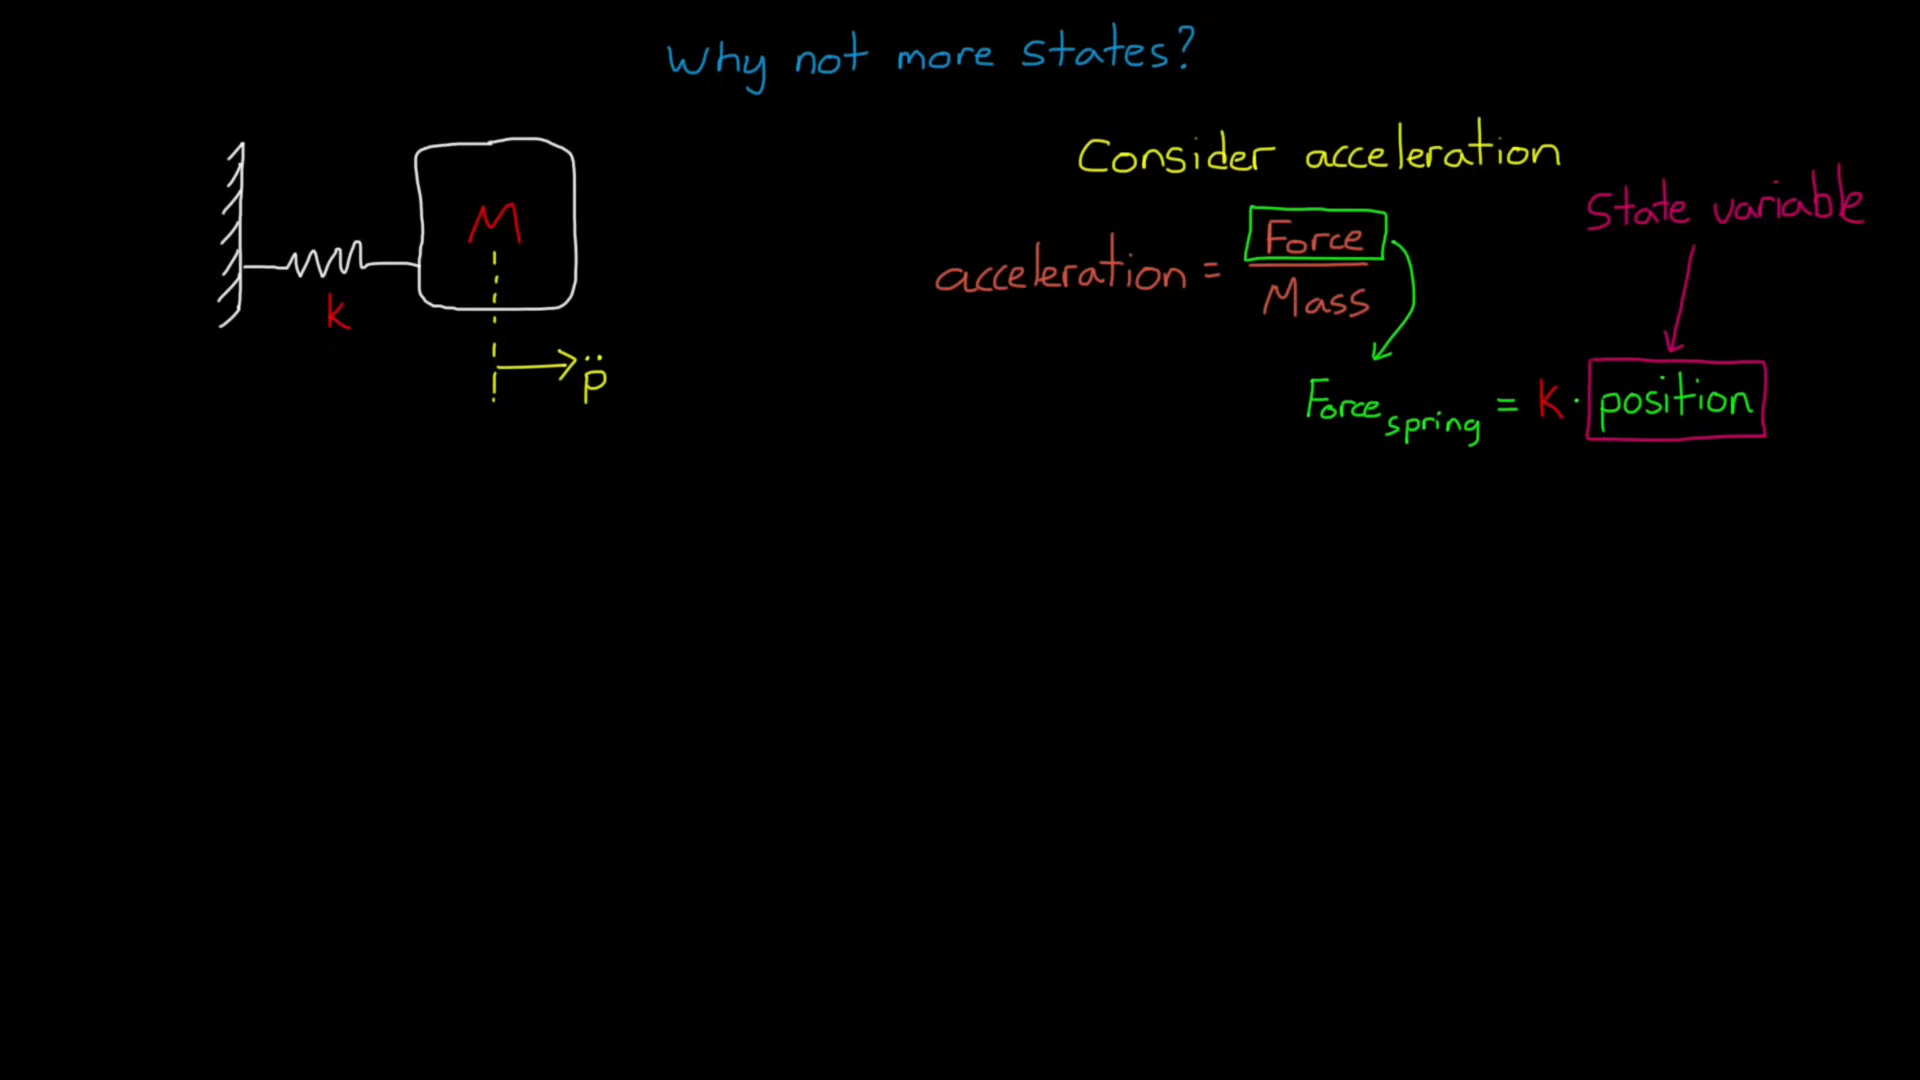 Why not more states?
Consider acceleration
State variable
M
acceleration = Force / Mass
k
p̈
Force spring = K · position